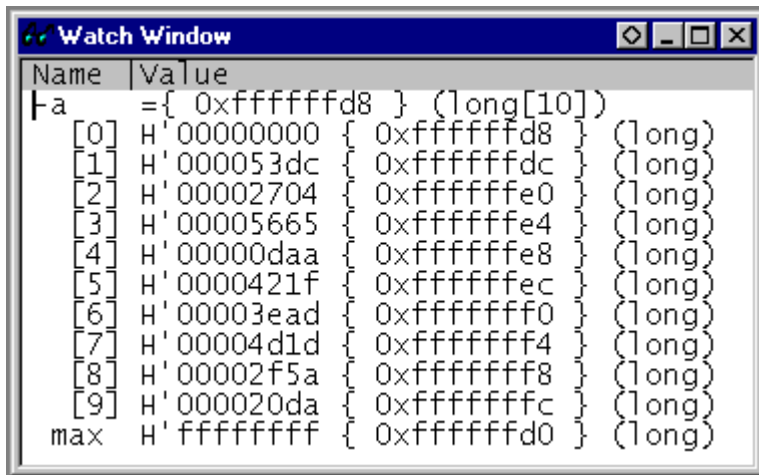 Watch Window
Name Value
-a ={ 0xffffffd8 } (long[10])
[0] H'00000000 { 0xffffffd8 } (long)
[1] H'000053dc { 0xffffffdc } (long)
[2] H'00002704 { 0xffffffe0 } (long)
[3] H'00005665 { 0xffffffe4 } (long)
[4] H'00000daa { 0xffffffe8 } (long)
[5] H'0000421f { 0xffffffec } (long)
[6] H'00003ead { 0xfffffff0 } (long)
[7] H'00004d1d { 0xfffffff4 } (long)
[8] H'00002f5a { 0xfffffff8 } (long)
[9] H'000020da { 0xfffffffc } (long)
max H'ffffffff { 0xffffffd0 } (long)